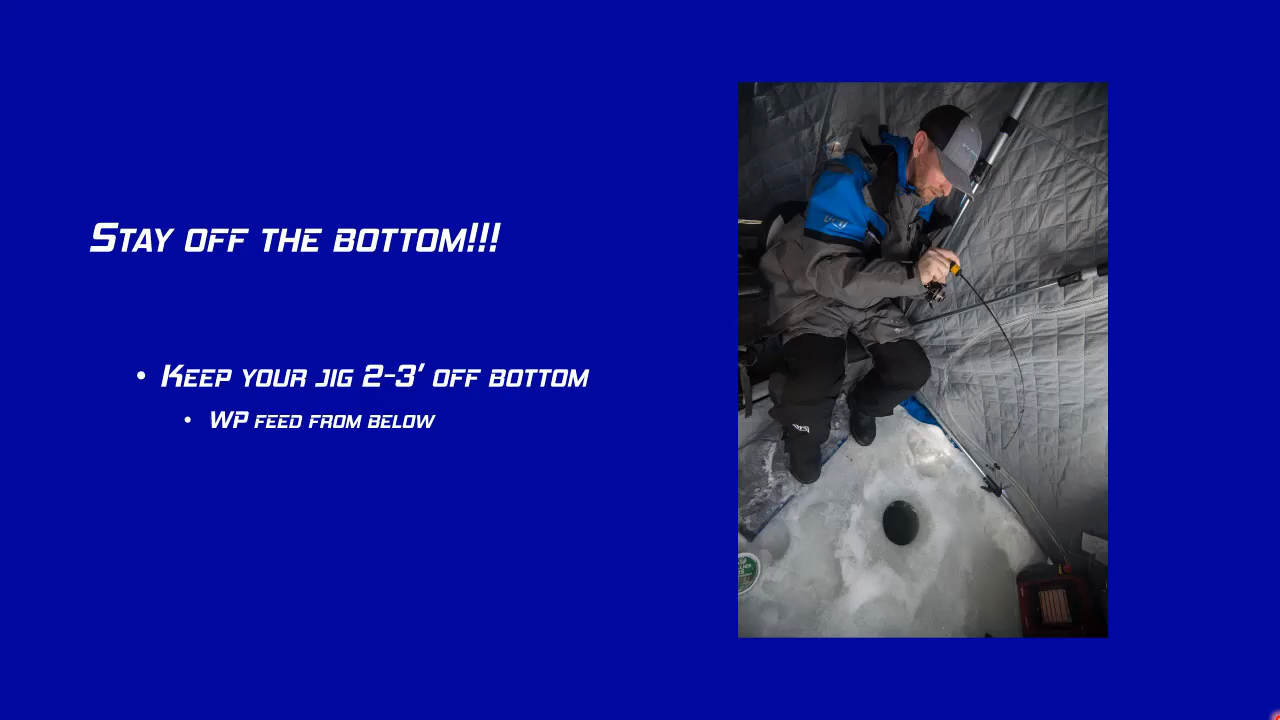 Stay off the bottom!!!
• Keep your jig 2-3’ off bottom
• WP feed from below